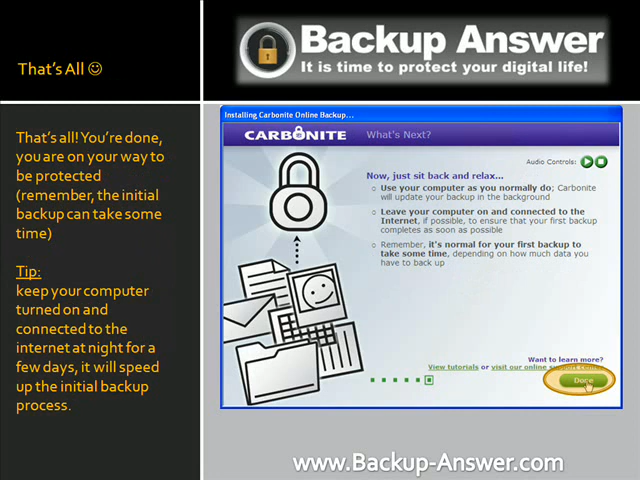 That's All ☺
Backup Answer
It is time to protect your digital life!
That's all! You're done,
you are on your way to
be protected
(remember, the initial
backup can take some
time)
Tip:
keep your computer
turned on and
connected to the
internet at night for a
few days, it will speed
up the initial backup
process.
Installing Carbonite Online Backup...
CARBONITE What's Next?
Audio Controls:
Now, just sit back and relax...
Use your computer as you normally do; Carbonite
will update your backup in the background
Leave your computer on and connected to the
Internet, if possible, to ensure that your first backup
completes as soon as possible
Remember, it's normal for your first backup to
take some time, depending on how much data you
have to back up
Want to learn more?
View tutorials or visit our online support center
Done
www.Backup-Answer.com